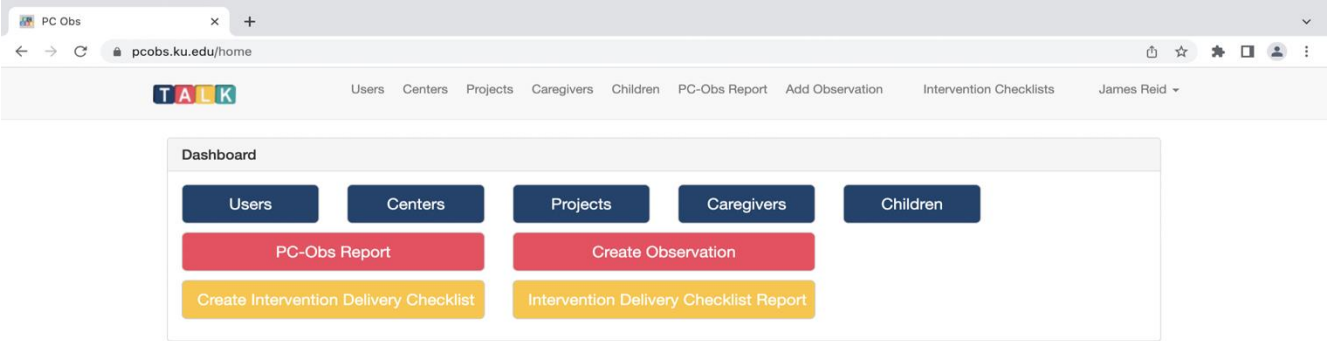 PC Obs
pcobs.ku.edu/home
TALK Users Centers Projects Caregivers Children PC-Obs Report Add Observation Intervention Checklists James Reid
Dashboard
Users Centers Projects Caregivers Children
PC-Obs Report Create Observation
Create Intervention Delivery Checklist Intervention Delivery Checklist Report